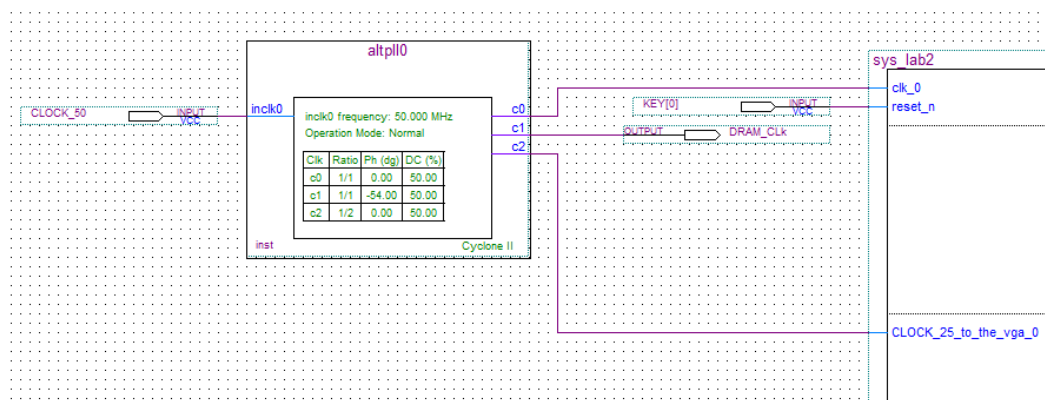 altpll0
sys_lab2
CLOCK_50
INPUT
VCC
inclk0
inclk0 frequency: 50.000 MHz
Operation Mode: Normal
Clk Ratio Ph (dg) DC (%)
c0 1/1 0.00 50.00
c1 1/1 -54.00 50.00
c2 1/2 0.00 50.00
inst
Cyclone II
c0
c1
c2
KEY[0]
INPUT
VCC
OUTPUT
DRAM_CLk
clk_0
reset_n
CLOCK_25_to_the_vga_0